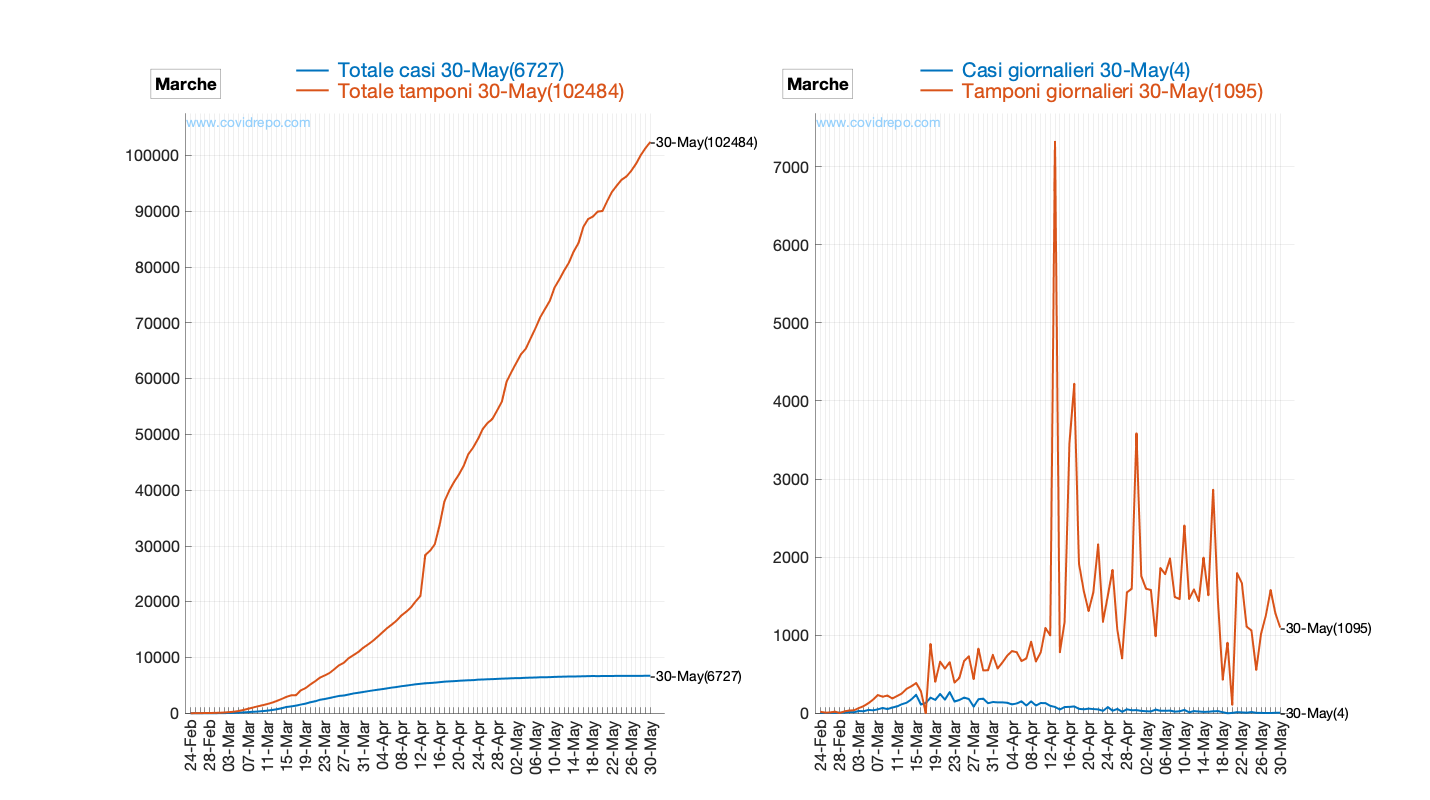 Marche
Totale casi 30-May(6727)
Totale tamponi 30-May(102484)
www.covidrepo.com
30-May(102484)
100000
90000
80000
70000
60000
50000
40000
30000
20000
10000
0
30-May(6727)
24-Feb
28-Feb
03-Mar
07-Mar
11-Mar
15-Mar
19-Mar
23-Mar
27-Mar
31-Mar
04-Apr
08-Apr
12-Apr
16-Apr
20-Apr
24-Apr
28-Apr
02-May
06-May
10-May
14-May
18-May
22-May
26-May
30-May
Marche
Casi giornalieri 30-May(4)
Tamponi giornalieri 30-May(1095)
www.covidrepo.com
7000
6000
5000
4000
3000
2000
1000
0
30-May(1095)
30-May(4)
24-Feb
28-Feb
03-Mar
07-Mar
11-Mar
15-Mar
19-Mar
23-Mar
27-Mar
31-Mar
04-Apr
08-Apr
12-Apr
16-Apr
20-Apr
24-Apr
28-Apr
02-May
06-May
10-May
14-May
18-May
22-May
26-May
30-May